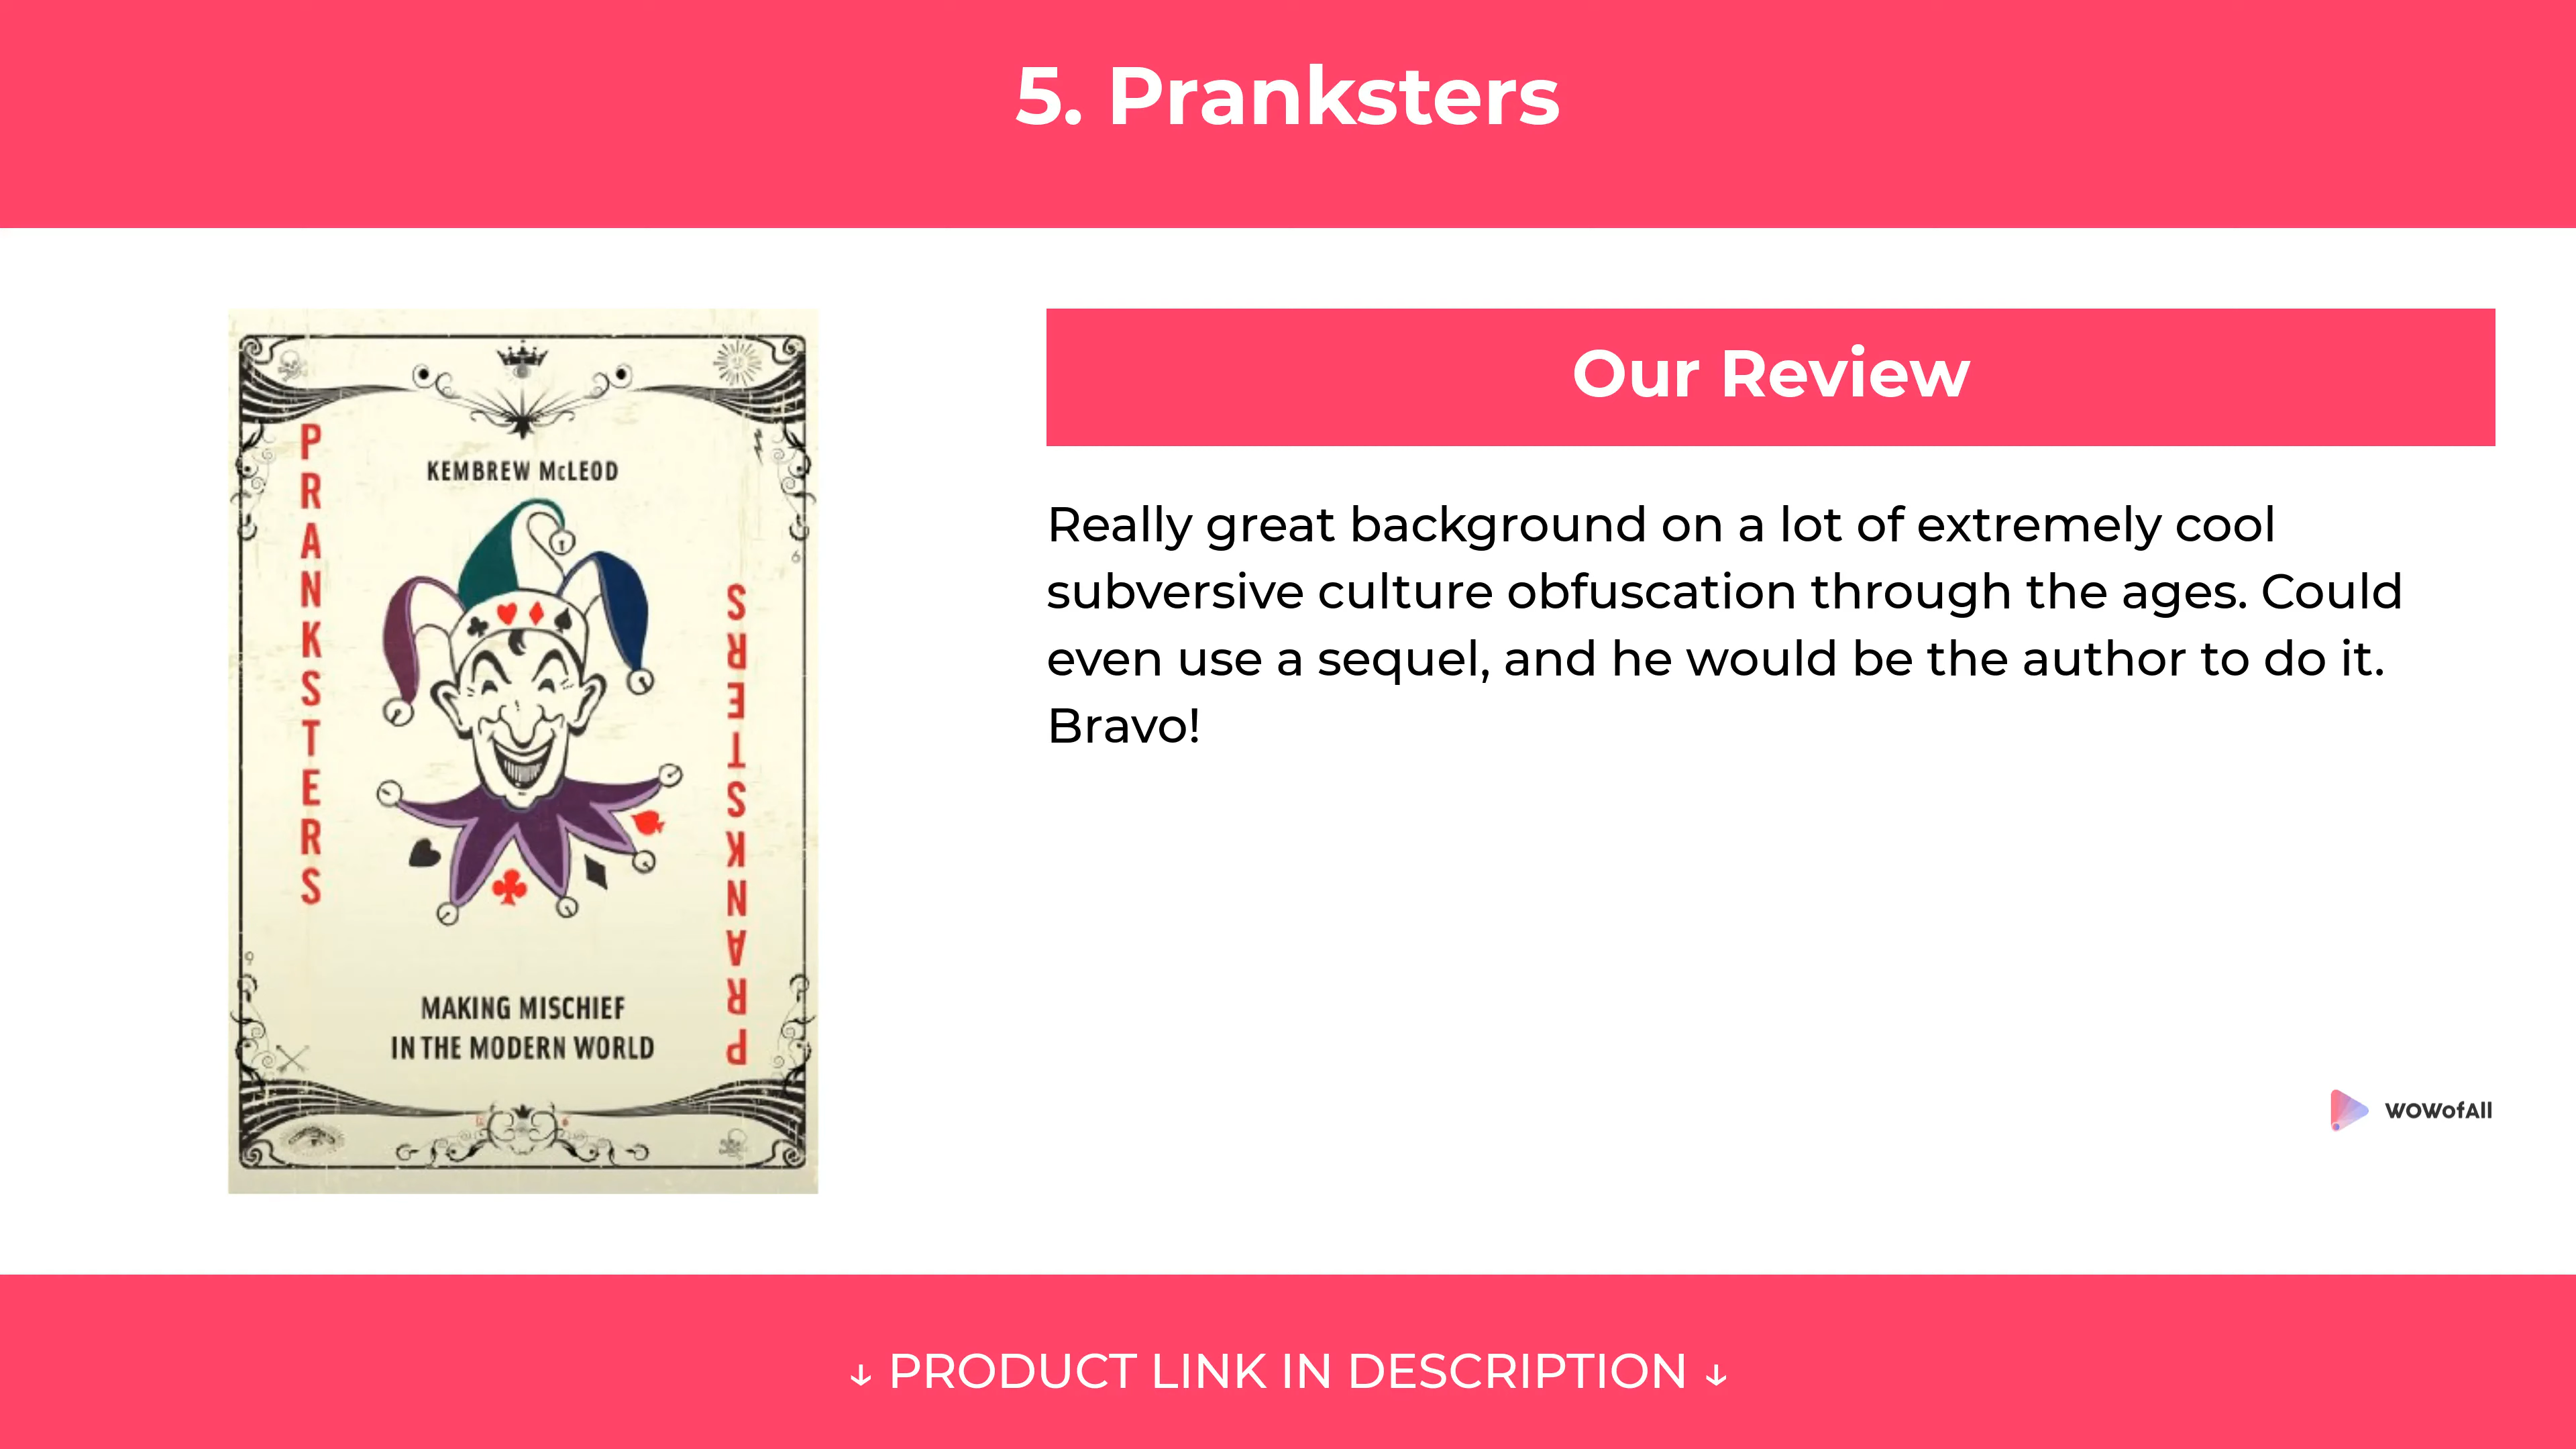 5. Pranksters
KEMBREW McLEOD
PRANKSTERS
PRANKSTERS
MAKING MISCHIEF
IN THE MODERN WORLD
Our Review
Really great background on a lot of extremely cool
subversive culture obfuscation through the ages. Could
even use a sequel, and he would be the author to do it.
Bravo!
wowofAll
↓ PRODUCT LINK IN DESCRIPTION ↓